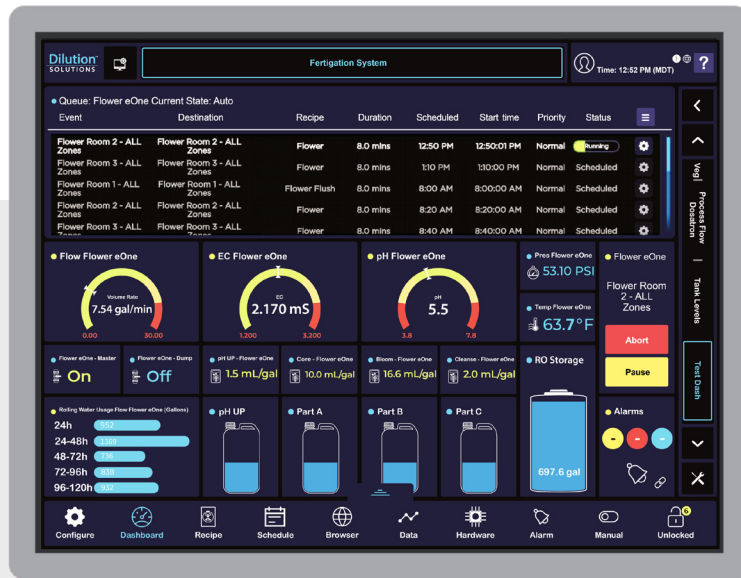 Dilution
SOLUTIONS
Fertigation System
Time: 12:52 PM (MDT)
?
Queue: Flower eOne Current State: Auto
Event Destination Recipe Duration Scheduled Start time Priority Status
Flower Room 2 - ALL Zones Flower Room 2 - ALL Zones Flower 8.0 mins 12:50 PM 12:50:01 PM Normal Running
Flower Room 3 - ALL Zones Flower Room 3 - ALL Zones Flower 8.0 mins 1:10 PM 1:10:00 PM Normal Scheduled
Flower Room 1 - ALL Zones Flower Room 1 - ALL Zones Flower Flush 8.0 mins 8:00 AM 8:00:00 AM Normal Scheduled
Flower Room 2 - ALL Zones Flower Room 2 - ALL Zones Flower 8.0 mins 8:20 AM 8:20:00 AM Normal Scheduled
Flower Room 3 - ALL Zones Flower Room 3 - ALL Zones Flower 8.0 mins 8:40 AM 8:40:00 AM Normal Scheduled
Veg
Process Flow
Dosatron
Tank Levels
Test Dash
Flow Flower eOne
Volume Rate
7.54 gal/min
0.00 30.00
EC Flower eOne
EC
2.170 mS
1.200 3.200
pH Flower eOne
pH
5.5
3.8 7.8
Pres Flower eOne
53.10 PSI
Temp Flower eOne
63.7°F
Flower eOne
Flower Room
2 - ALL
Zones
Abort
Pause
Flower eOne - Master
On
Flower eOne - Dump
Off
pH UP - Flower eOne
1.5 mL/gal
Core - Flower eOne
10.0 mL/gal
Bloom - Flower eOne
16.6 mL/gal
Cleanse - Flower eOne
2.0 mL/gal
RO Storage
697.6 gal
Rolling Water Usage Flow Flower eOne (Gallons)
24h 952
24-48h 1369
48-72h 736
72-96h 830
96-120h 932
pH UP
Part A
Part B
Part C
Alarms
- - -
Configure Dashboard Recipe Schedule Browser Data Hardware Alarm Manual Unlocked
6